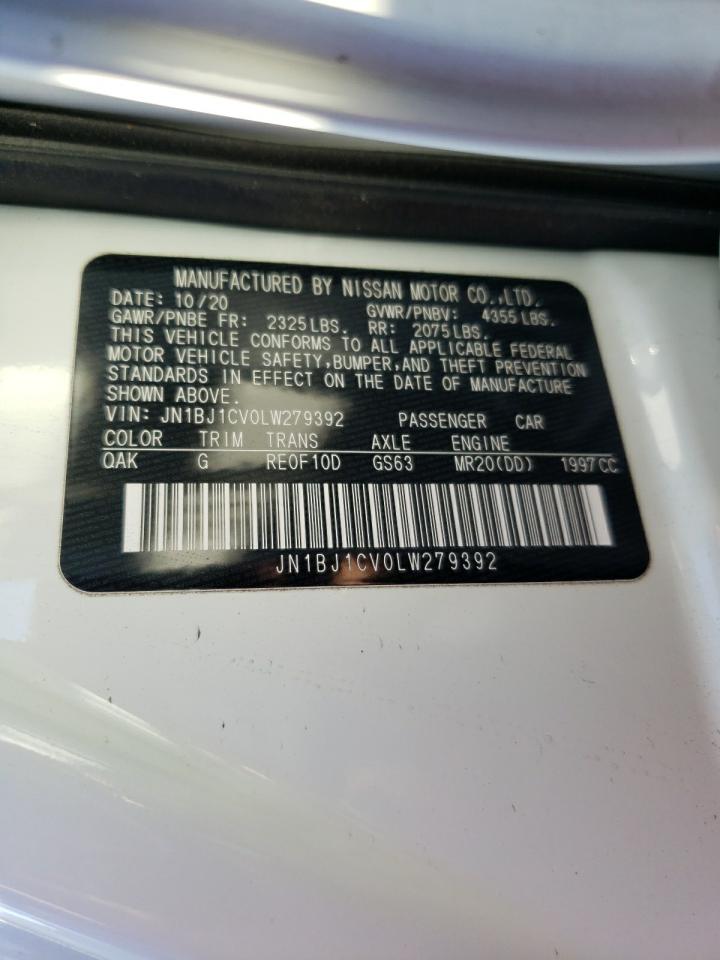 MANUFACTURED BY NISSAN MOTOR CO.,LTD.
DATE: 10/20 GVWR/PNBV: 4355 LBS.
GAWR/PNBE FR: 2325LBS. RR: 2075LBS.
THIS VEHICLE CONFORMS TO ALL APPLICABLE FEDERAL
MOTOR VEHICLE SAFETY,BUMPER,AND THEFT PREVENTION
STANDARDS IN EFFECT ON THE DATE OF MANUFACTURE
SHOWN ABOVE.
VIN: JN1BJ1CV0LW279392 PASSENGER CAR
COLOR TRIM TRANS AXLE ENGINE
QAK G RE0F10D GS63 MR20(DD) 1997CC
JN1BJ1CV0LW279392